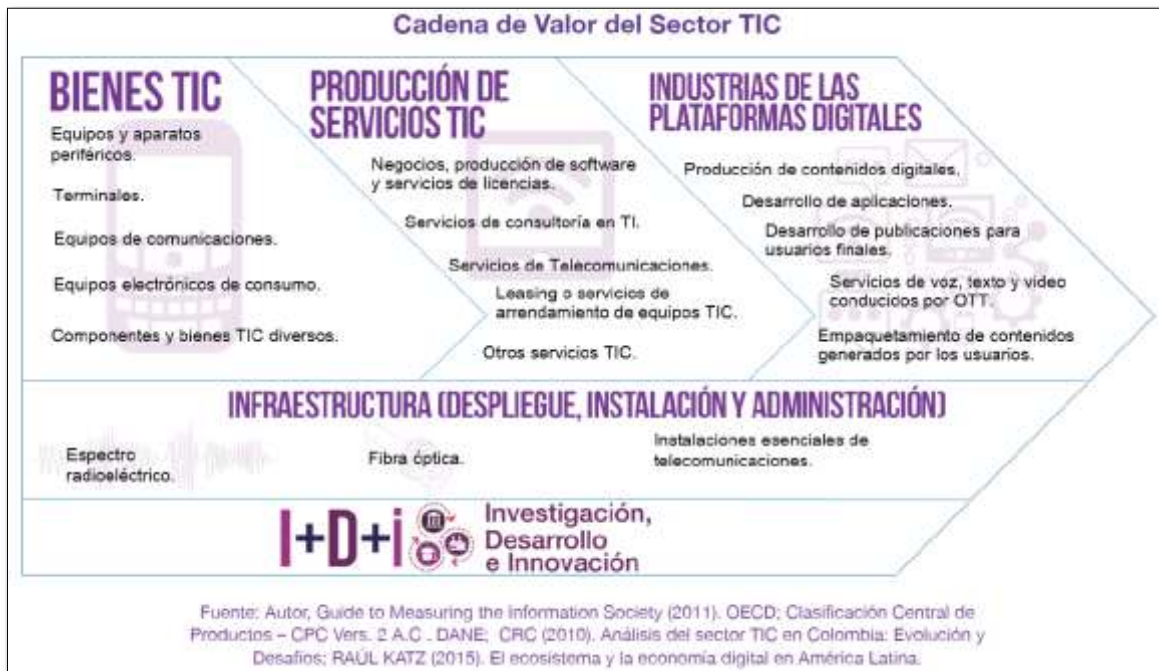 Cadena de Valor del Sector TIC
BIENES TIC
Equipos y aparatos
periféricos.
Terminales.
Equipos de comunicaciones.
Equipos electrónicos de consumo.
Componentes y bienes TIC diversos.
PRODUCCIÓN DE
SERVICIOS TIC
Negocios, producción de software
y servicios de licencias.
Servicios de consultoría en TI.
Servicios de Telecomunicaciones.
Leasing o servicios de
arrendamiento de equipos TIC.
Otros servicios TIC.
INDUSTRIAS DE LAS
PLATAFORMAS DIGITALES
Producción de contenidos digitales.
Desarrollo de aplicaciones.
Desarrollo de publicaciones para
usuarios finales.
Servicios de voz, texto y video
conducidos por OTT.
Empaquetamiento de contenidos
generados por los usuarios.
INFRAESTRUCTURA (DESPLIEGUE, INSTALACIÓN Y ADMINISTRACIÓN)
Espectro
radioeléctrico.
Fibra óptica.
Instalaciones esenciales de
telecomunicaciones.
I+D+i
Investigación,
Desarrollo
e Innovación
Fuente: Autor, Guide to Measuring the Information Society (2011). OECD; Clasificación Central de
Productos – CPC Vers. 2 A.C . DANE; CRC (2010). Análisis del sector TIC en Colombia: Evolución y
Desafíos; RAÚL KATZ (2015). El ecosistema y la economía digital en América Latina.